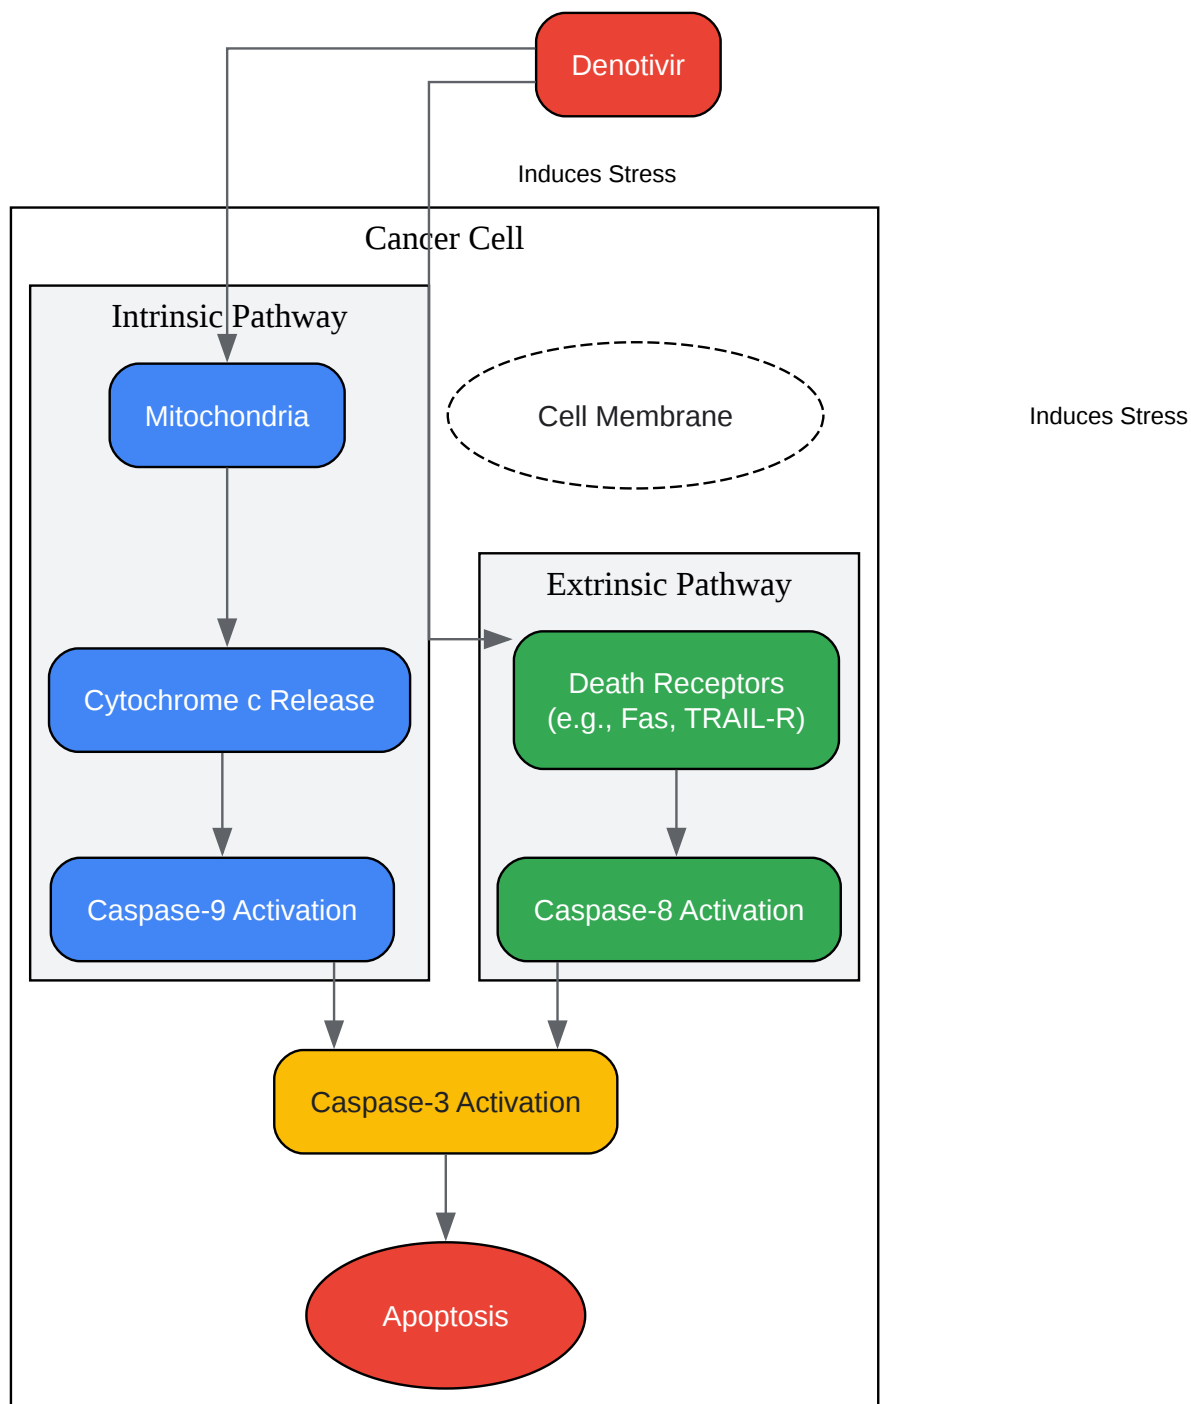 Denotivir
Induces Stress
Cancer Cell
Intrinsic Pathway
Mitochondria
Cell Membrane
Induces Stress
Extrinsic Pathway
Cytochrome c Release
Death Receptors
(e.g., Fas, TRAIL-R)
Caspase-9 Activation
Caspase-8 Activation
Caspase-3 Activation
Apoptosis